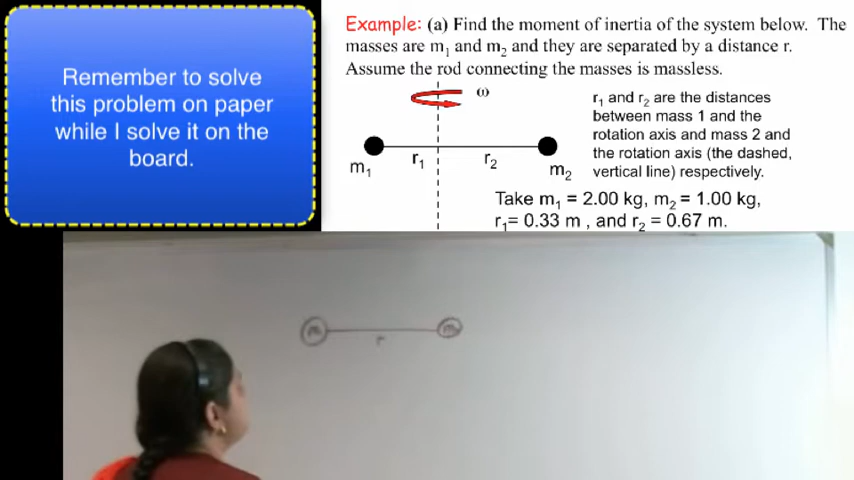 Remember to solve
this problem on paper
while I solve it on the
board.
Example: (a) Find the moment of inertia of the system below. The
masses are m₁ and m₂ and they are separated by a distance r.
Assume the rod connecting the masses is massless.
ω
r₁ and r₂ are the distances
between mass 1 and the
rotation axis and mass 2 and
the rotation axis (the dashed,
vertical line) respectively.
m₁ r₁ r₂ m₂
Take m₁ = 2.00 kg, m₂ = 1.00 kg,
r₁= 0.33 m , and r₂ = 0.67 m.
r